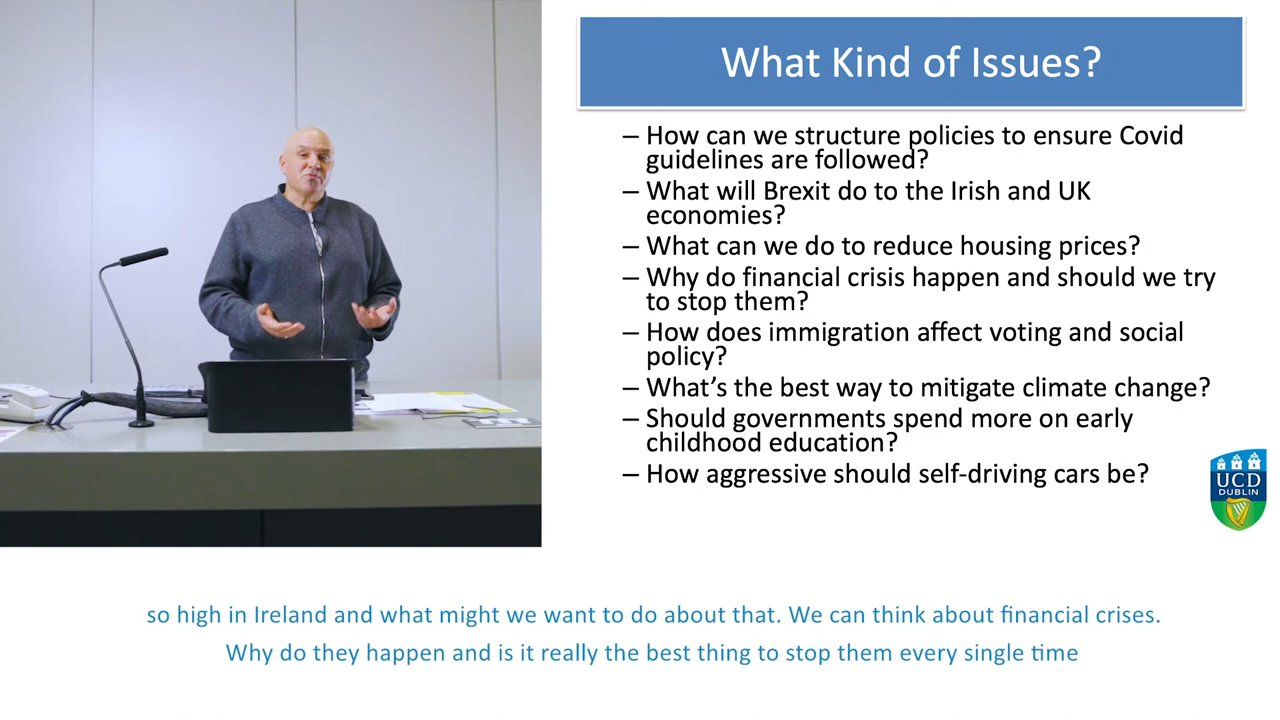 What Kind of Issues?
– How can we structure policies to ensure Covid
guidelines are followed?
– What will Brexit do to the Irish and UK
economies?
– What can we do to reduce housing prices?
– Why do financial crisis happen and should we try
to stop them?
– How does immigration affect voting and social
policy?
– What’s the best way to mitigate climate change?
– Should governments spend more on early
childhood education?
– How aggressive should self-driving cars be?
UCD
DUBLIN
so high in Ireland and what might we want to do about that. We can think about financial crises.
Why do they happen and is it really the best thing to stop them every single time